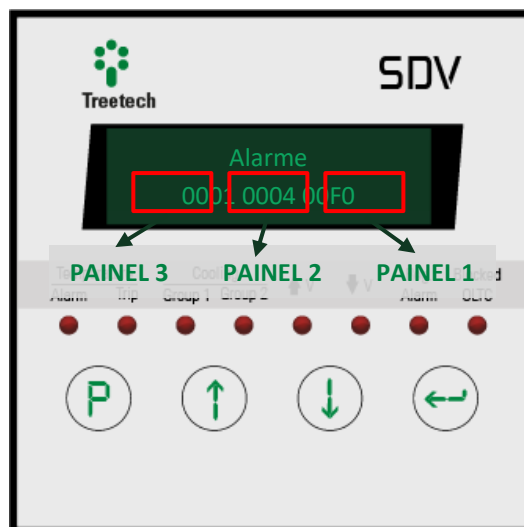 SDV
Treetech
Alarme
0001 0004 00F0
PAINEL 3 PAINEL 2 PAINEL 1
Alarm Trip Group 1 Group 2 V V Alarm OLTC
P